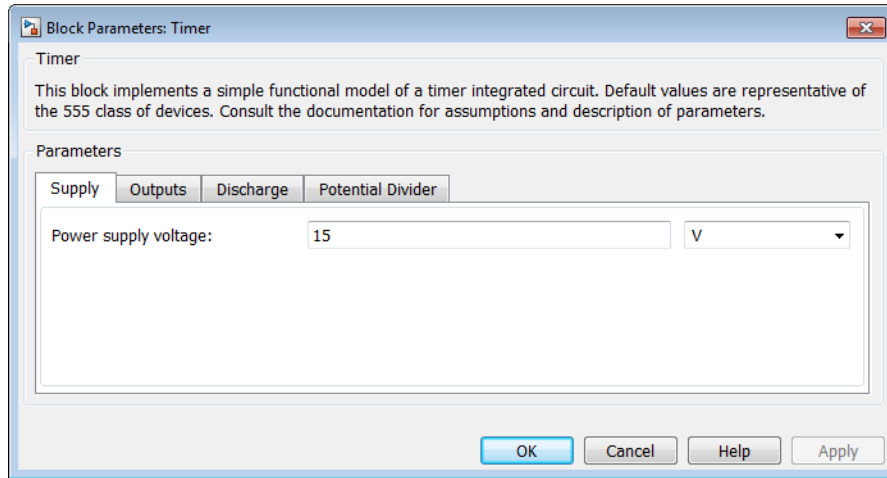 Block Parameters: Timer
Timer
This block implements a simple functional model of a timer integrated circuit. Default values are representative of
the 555 class of devices. Consult the documentation for assumptions and description of parameters.
Parameters
Supply Outputs Discharge Potential Divider
Power supply voltage: 15 V
OK Cancel Help Apply